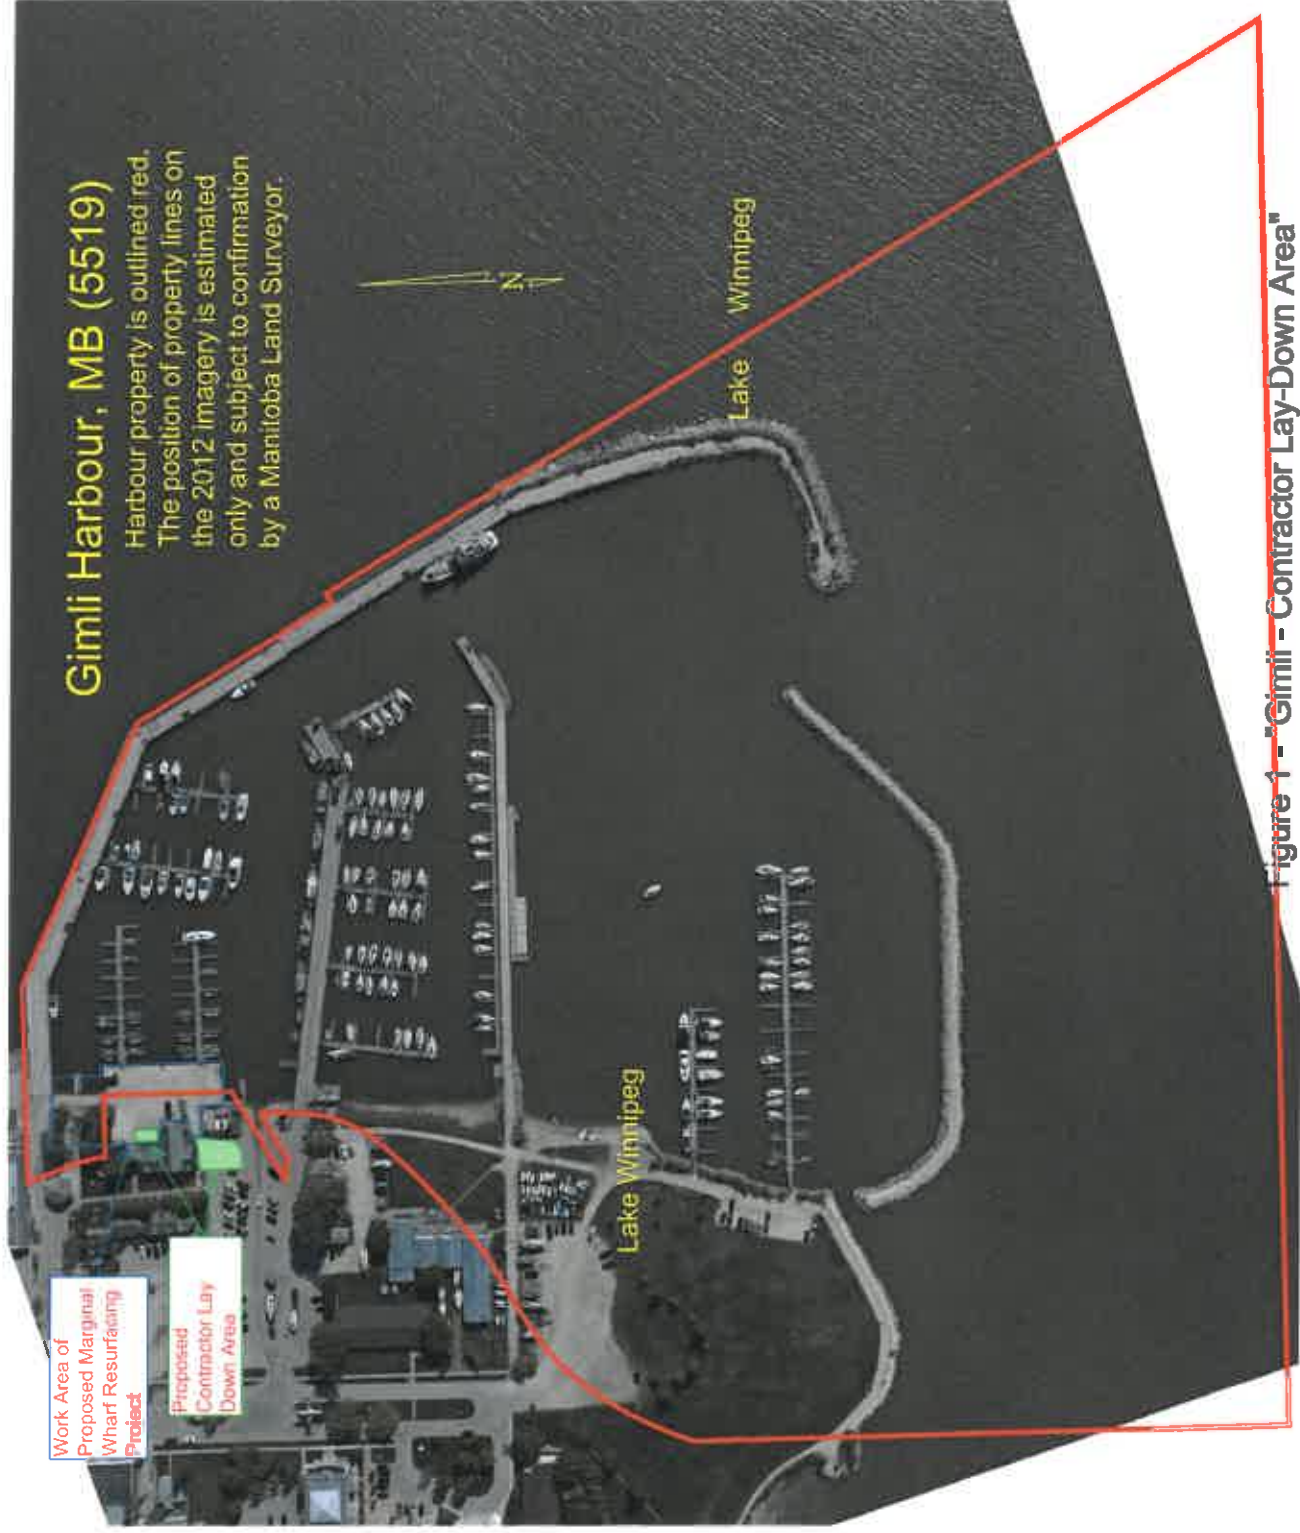 Gimli Harbour, MB (5519)
Harbour property is outlined red.
The position of property lines on
the 2012 imagery is estimated
only and subject to confirmation
by a Manitoba Land Surveyor.
N
Work Area of
Proposed Marginal
Wharf Resurfacing
Project
Proposed
Contractor Lay
Down Area
Lake Winnipeg
Lake Winnipeg
Figure 1 - "Gimli - Contractor Lay-Down Area"